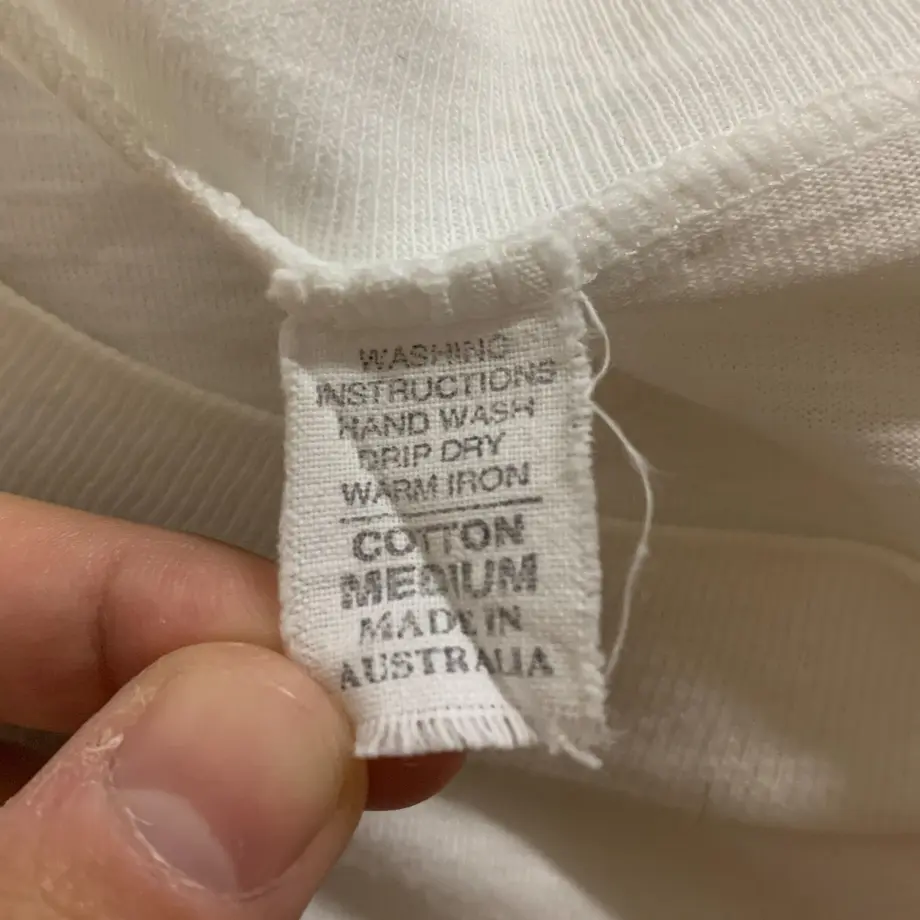 WASHING
INSTRUCTIONS
HAND WASH
DRIP DRY
WARM IRON
COTTON
MEDIUM
MADE IN
AUSTRALIA